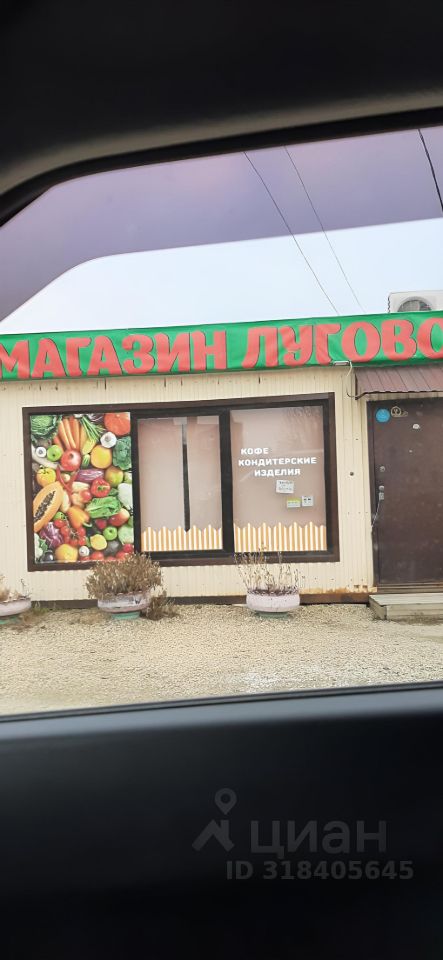 МАГАЗИН ЛУГОВО
КОФЕ
КОНДИТЕРСКИЕ
ИЗДЕЛИЯ
циан
ID 318405645